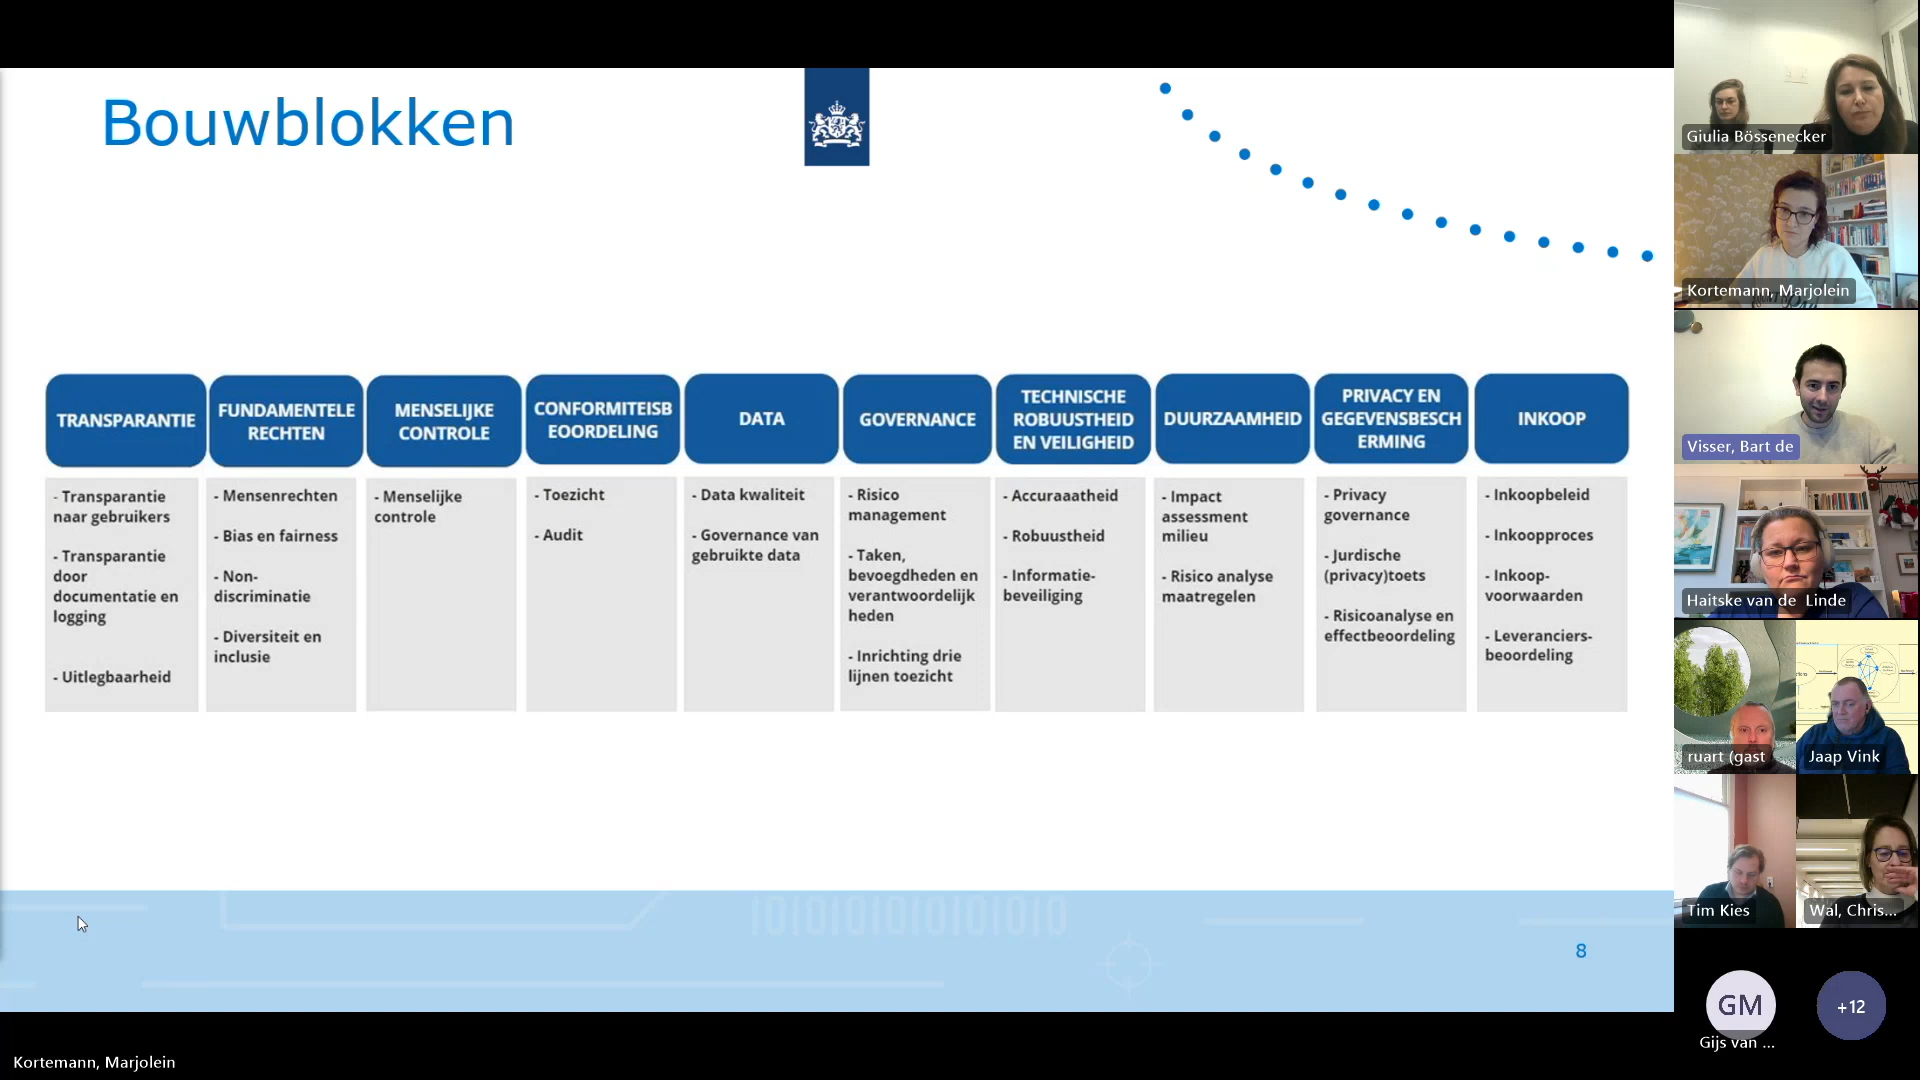 Bouwblokken
TRANSPARANTIE
- Transparantie
naar gebruikers
- Transparantie
door
documentatie en
logging
- Uitlegbaarheid
FUNDAMENTELE
RECHTEN
- Mensenrechten
- Bias en fairness
- Non-
discriminatie
- Diversiteit en
inclusie
MENSELIJKE
CONTROLE
- Menselijke
controle
CONFORMITEISB
EOORDELING
- Toezicht
- Audit
DATA
- Data kwaliteit
- Governance van
gebruikte data
GOVERNANCE
- Risico
management
- Taken,
bevoegdheden en
verantwoordelijk
heden
- Inrichting drie
lijnen toezicht
TECHNISCHE
ROBUUSTHEID
EN VEILIGHEID
- Accuraaatheid
- Robuustheid
- Informatie-
beveiliging
DUURZAAMHEID
- Impact
assessment
milieu
- Risico analyse
maatregelen
PRIVACY EN
GEGEVENSBESCH
ERMING
- Privacy
governance
- Jurdische
(privacy)toets
- Risicoanalyse en
effectbeoordeling
INKOOP
- Inkoopbeleid
- Inkoopproces
- Inkoop-
voorwaarden
- Leveranciers-
beoordeling
8
Kortemann, Marjolein
Giulia Bössenecker
Kortemann, Marjolein
Visser, Bart de
Haitske van de Linde
ruart (gast
Jaap Vink
Tim Kies
Wal, Chris...
GM
Gijs van ...
+12